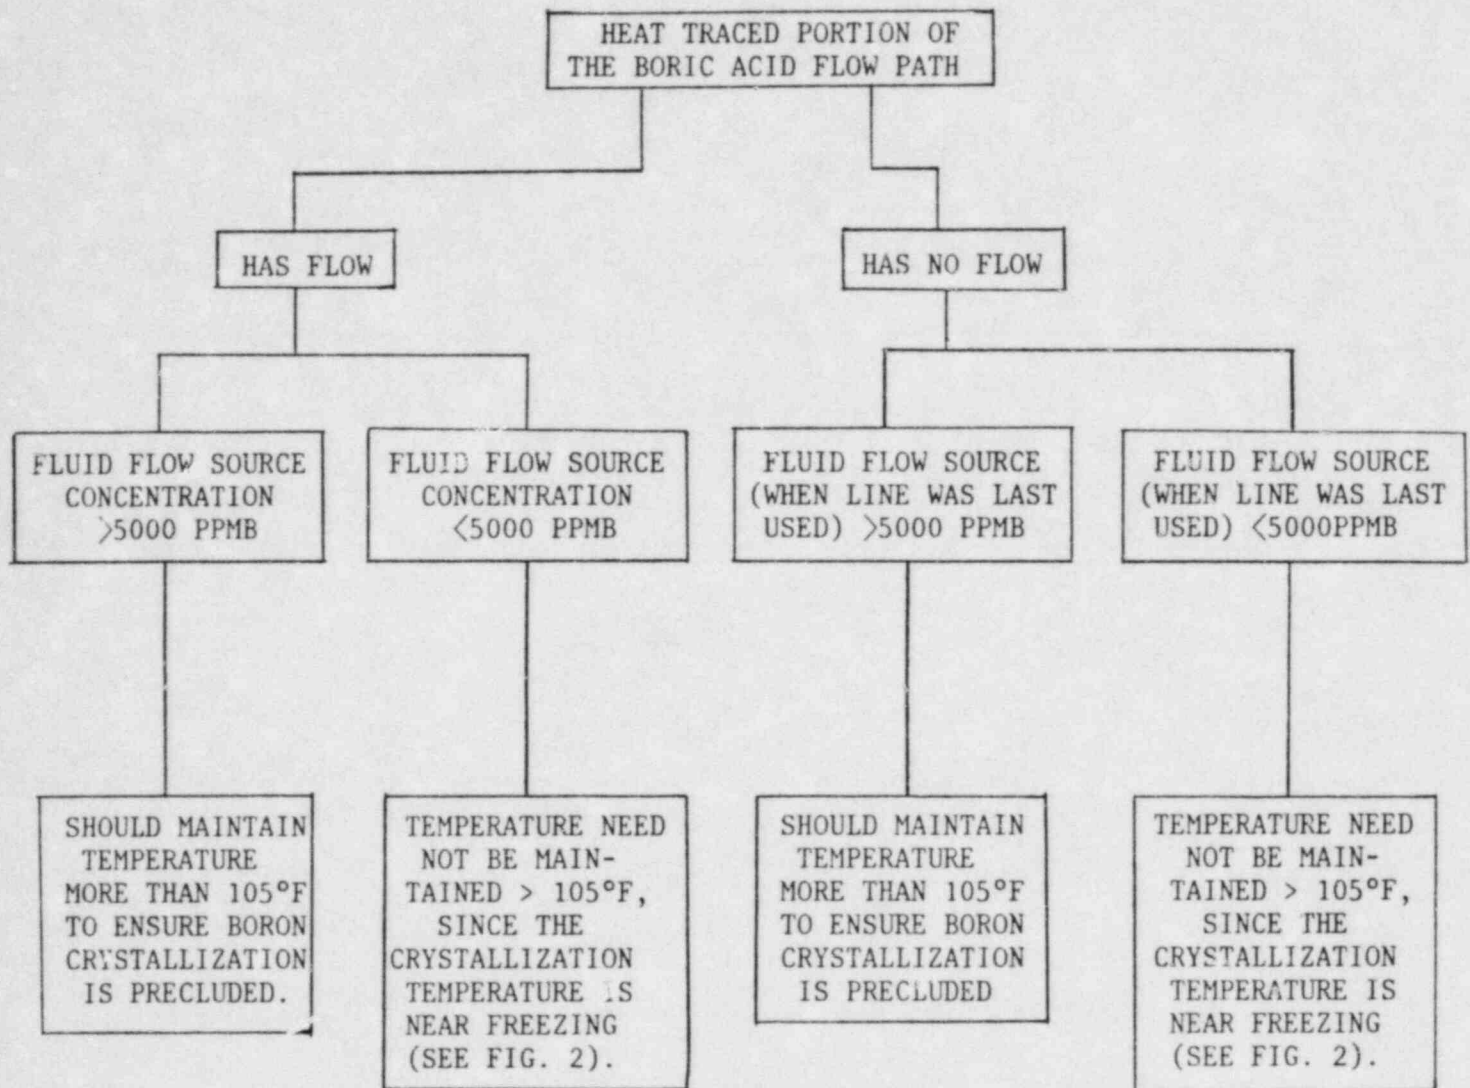 HEAT TRACED PORTION OF
THE BORIC ACID FLOW PATH
HAS FLOW
HAS NO FLOW
FLUID FLOW SOURCE
CONCENTRATION
>5000 PPMB
FLUID FLOW SOURCE
CONCENTRATION
<5000 PPMB
FLUID FLOW SOURCE
(WHEN LINE WAS LAST
USED) >5000 PPMB
FLUID FLOW SOURCE
(WHEN LINE WAS LAST
USED) <5000PPMB
SHOULD MAINTAIN
TEMPERATURE
MORE THAN 105°F
TO ENSURE BORON
CRYSTALLIZATION
IS PRECLUDED.
TEMPERATURE NEED
NOT BE MAIN-
TAINED > 105°F,
SINCE THE
CRYSTALLIZATION
TEMPERATURE IS
NEAR FREEZING
(SEE FIG. 2).
SHOULD MAINTAIN
TEMPERATURE
MORE THAN 105°F
TO ENSURE BORON
CRYSTALLIZATION
IS PRECLUDED
TEMPERATURE NEED
NOT BE MAIN-
TAINED > 105°F,
SINCE THE
CRYSTALLIZATION
TEMPERATURE IS
NEAR FREEZING
(SEE FIG. 2).